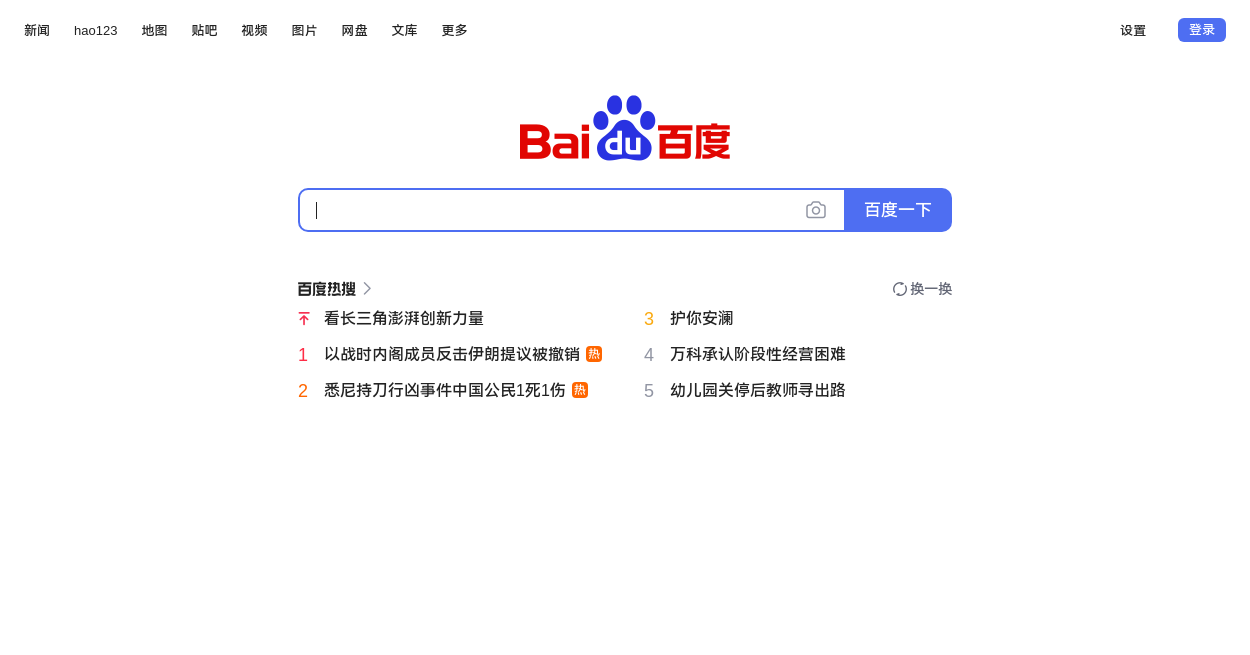 新闻 hao123 地图 贴吧 视频 图片 网盘 文库 更多 设置 登录
Bai du 百度
百度一下
百度热搜 换一换
看长三角澎湃创新力量
1 以战时内阁成员反击伊朗提议被撤销 热
2 悉尼持刀行凶事件中国公民1死1伤 热
3 护你安澜
4 万科承认阶段性经营困难
5 幼儿园关停后教师寻出路